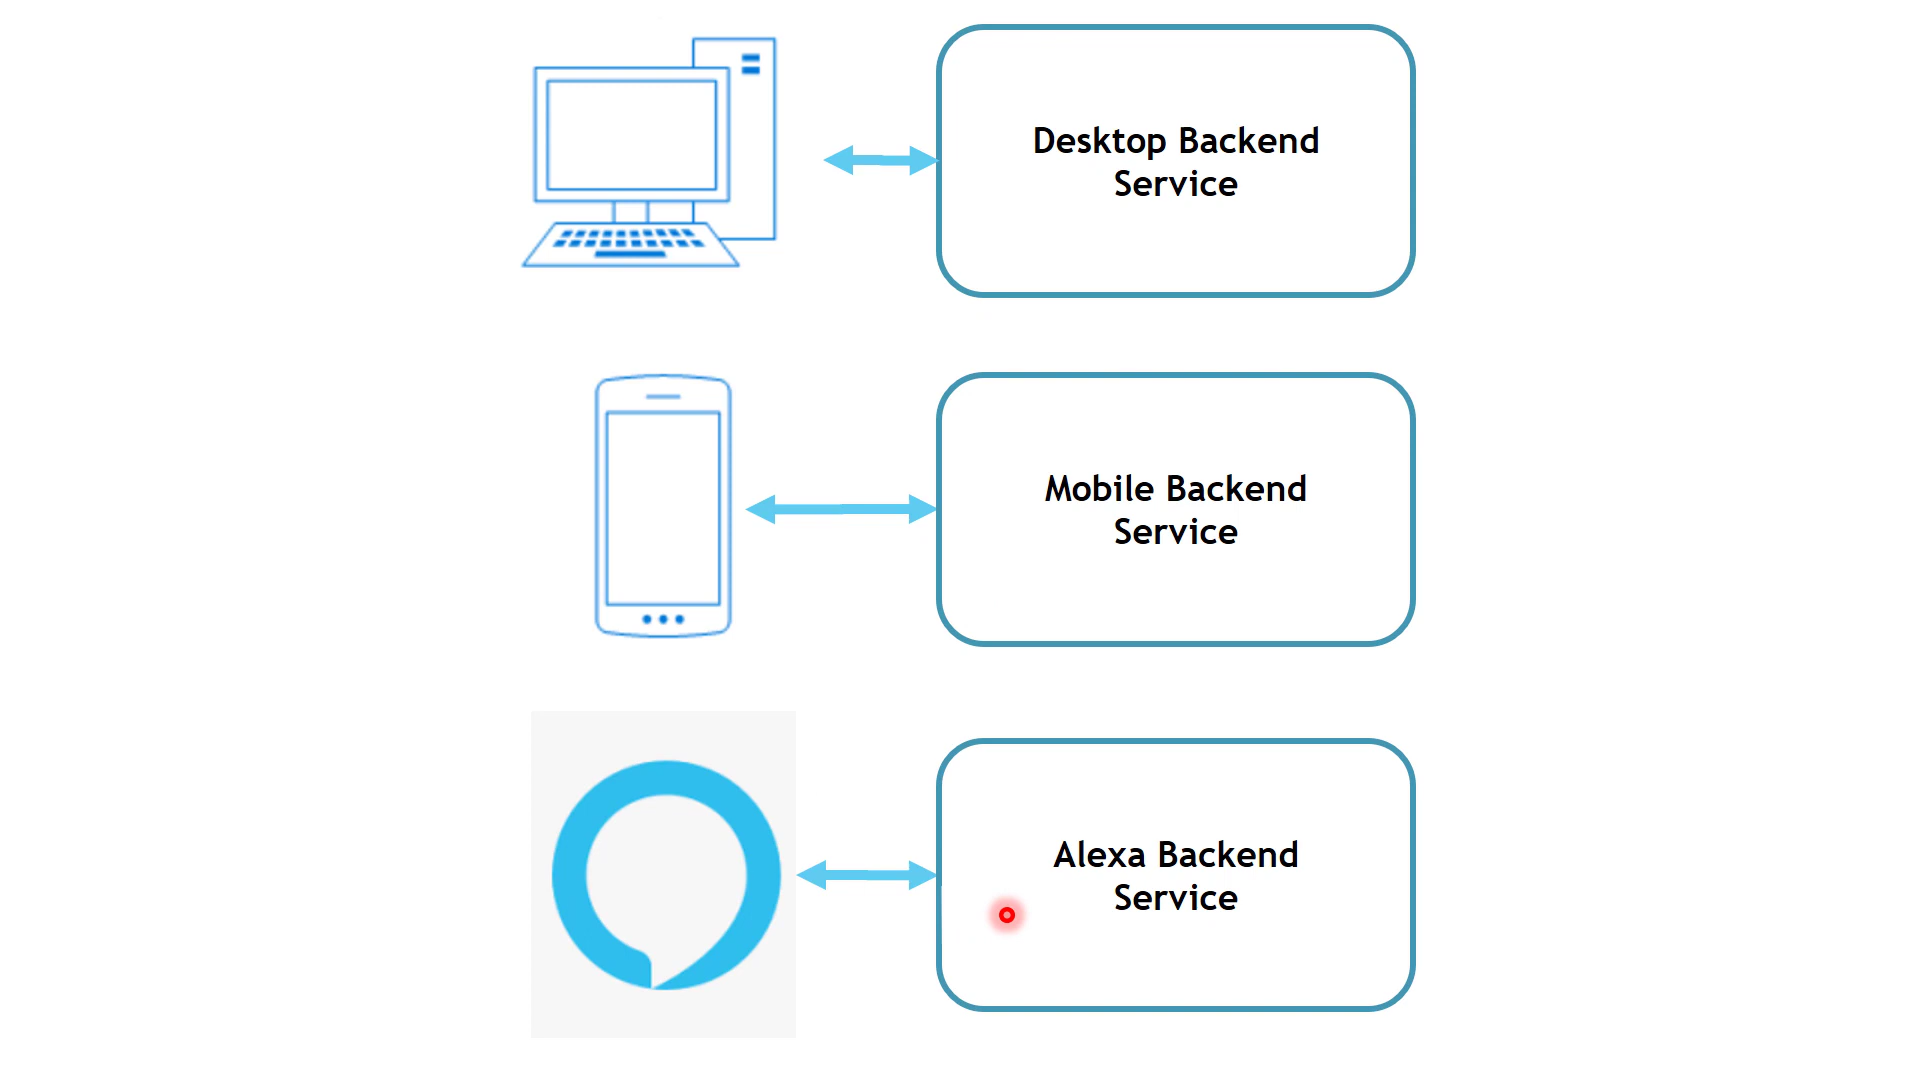 Desktop Backend
Service
Mobile Backend
Service
Alexa Backend
Service